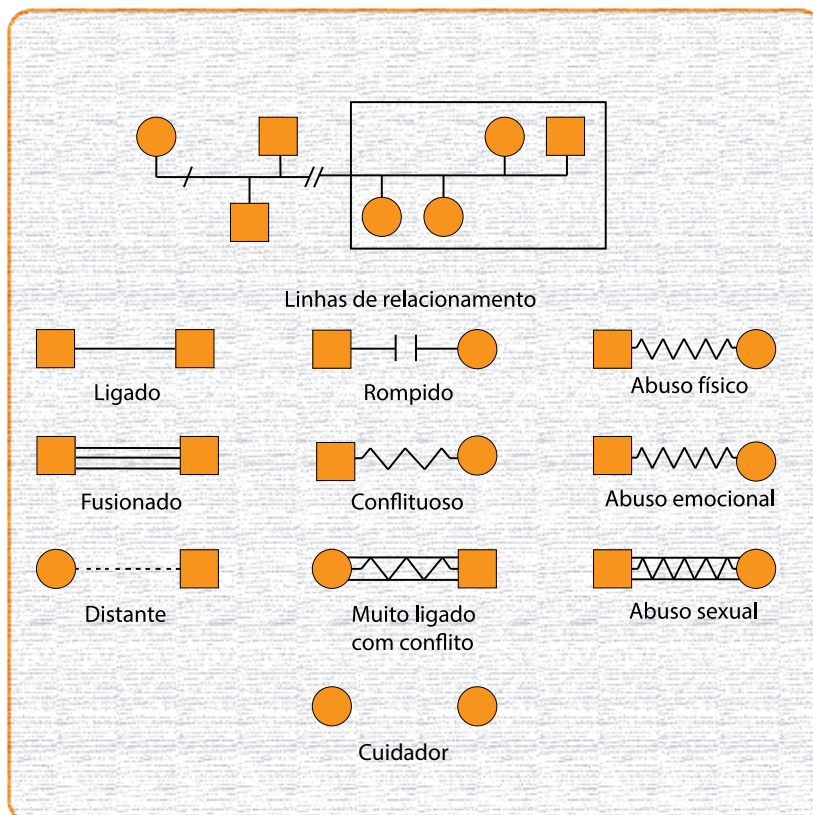 Linhas de relacionamento
Ligado
Rompido
Abuso físico
Fusionado
Conflituoso
Abuso emocional
Distante
Muito ligado
com conflito
Abuso sexual
Cuidador